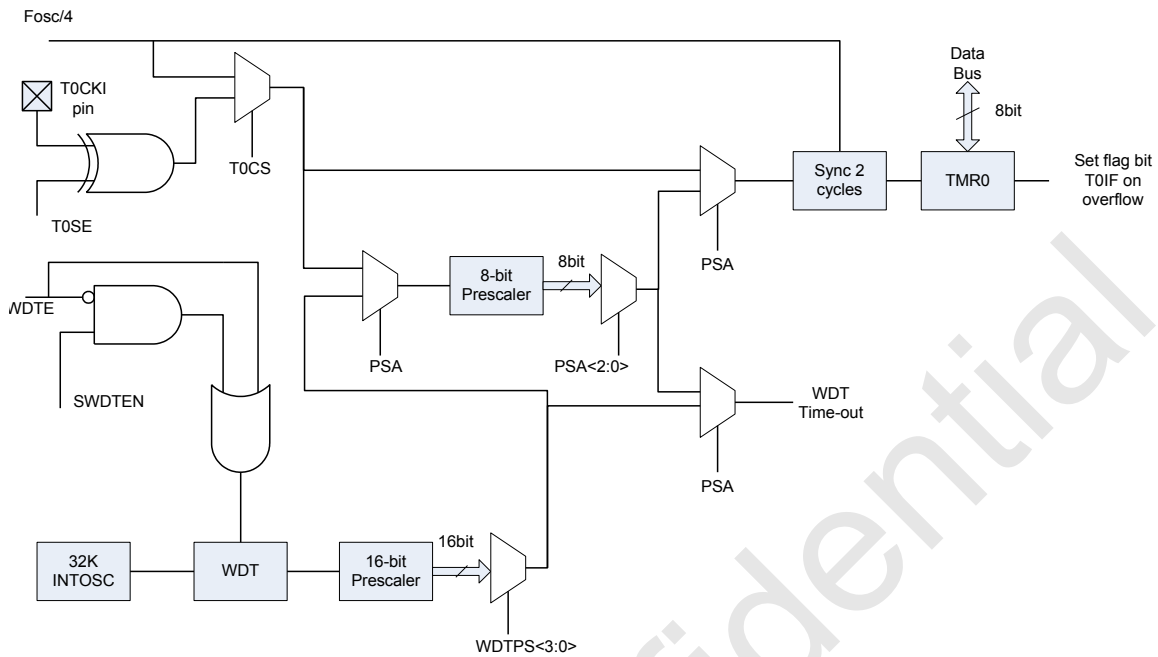 Fosc/4
T0CKI
pin
T0SE
T0CS
Data
Bus
8bit
Sync 2
cycles
TMR0
Set flag bit
T0IF on
overflow
PSA
8-bit
Prescaler
8bit
PSA
PSA<2:0>
WDTE
SWDTEN
WDT
Time-out
PSA
32K
INTOSC
WDT
16-bit
Prescaler
16bit
WDTPS<3:0>
fidential